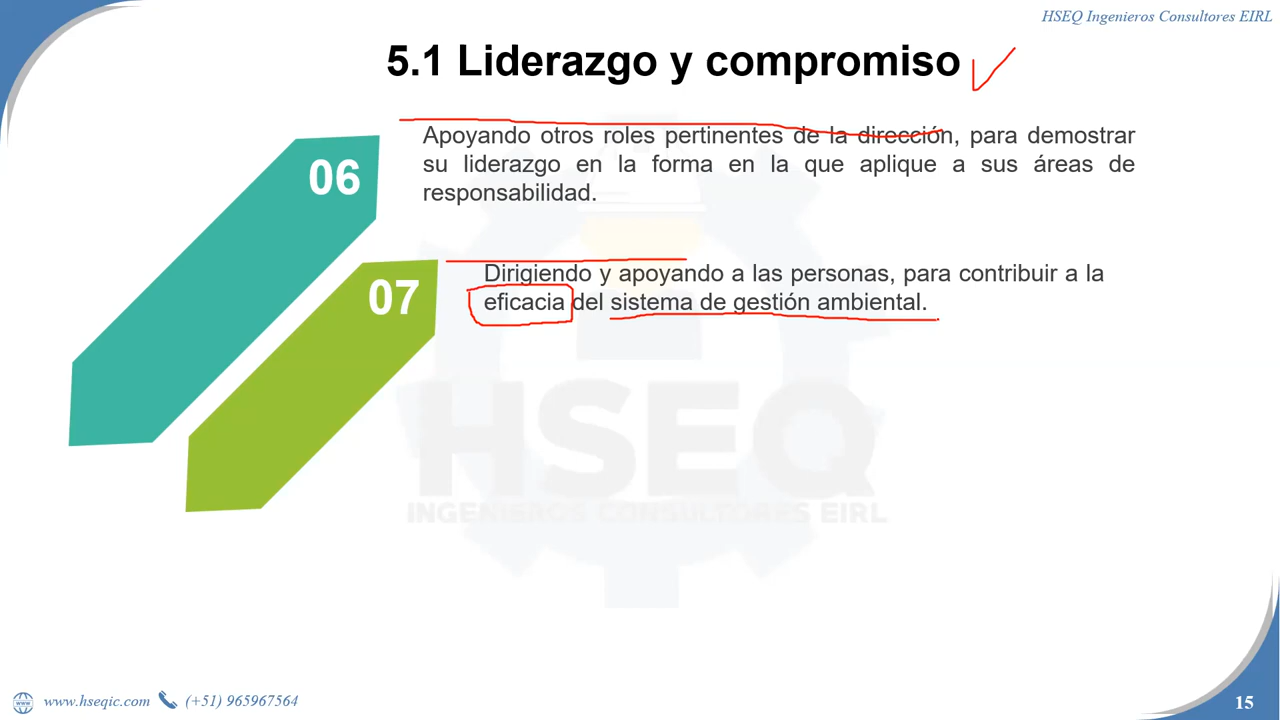 HSEQ Ingenieros Consultores EIRL
5.1 Liderazgo y compromiso
06
Apoyando otros roles pertinentes de la dirección, para demostrar
su liderazgo en la forma en la que aplique a sus áreas de
responsabilidad.
07
Dirigiendo y apoyando a las personas, para contribuir a la
eficacia del sistema de gestión ambiental.
HSEQ
INGENIEROS CONSULTORES EIRL
www.hseqic.com
(+51) 965967564
15